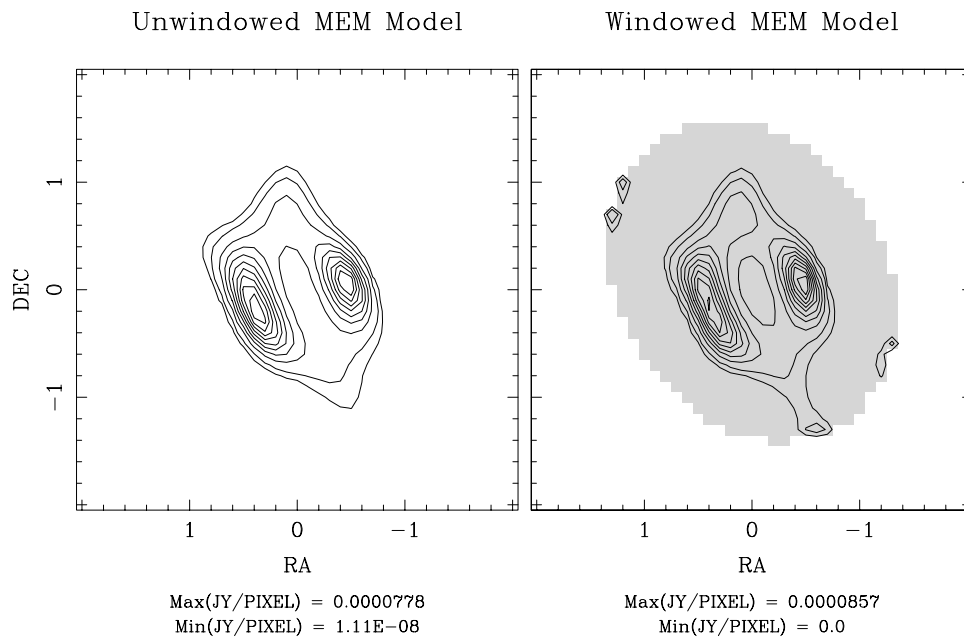 Unwindowed MEM Model
Windowed MEM Model
DEC
1
0
−1
1
0
−1
RA
1
0
−1
RA
Max(JY/PIXEL) = 0.0000778
Min(JY/PIXEL) = 1.11E−08
Max(JY/PIXEL) = 0.0000857
Min(JY/PIXEL) = 0.0